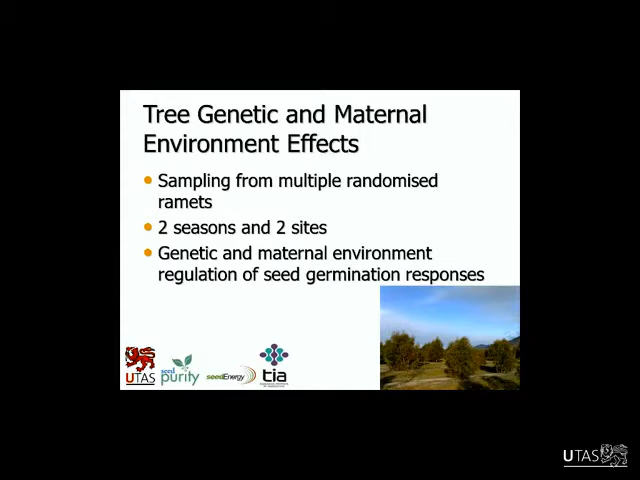 Tree Genetic and Maternal
Environment Effects
Sampling from multiple randomised
ramets
2 seasons and 2 sites
Genetic and maternal environment
regulation of seed germination responses
UTAS
seed
purity
seedEnergy
tia
UTAS